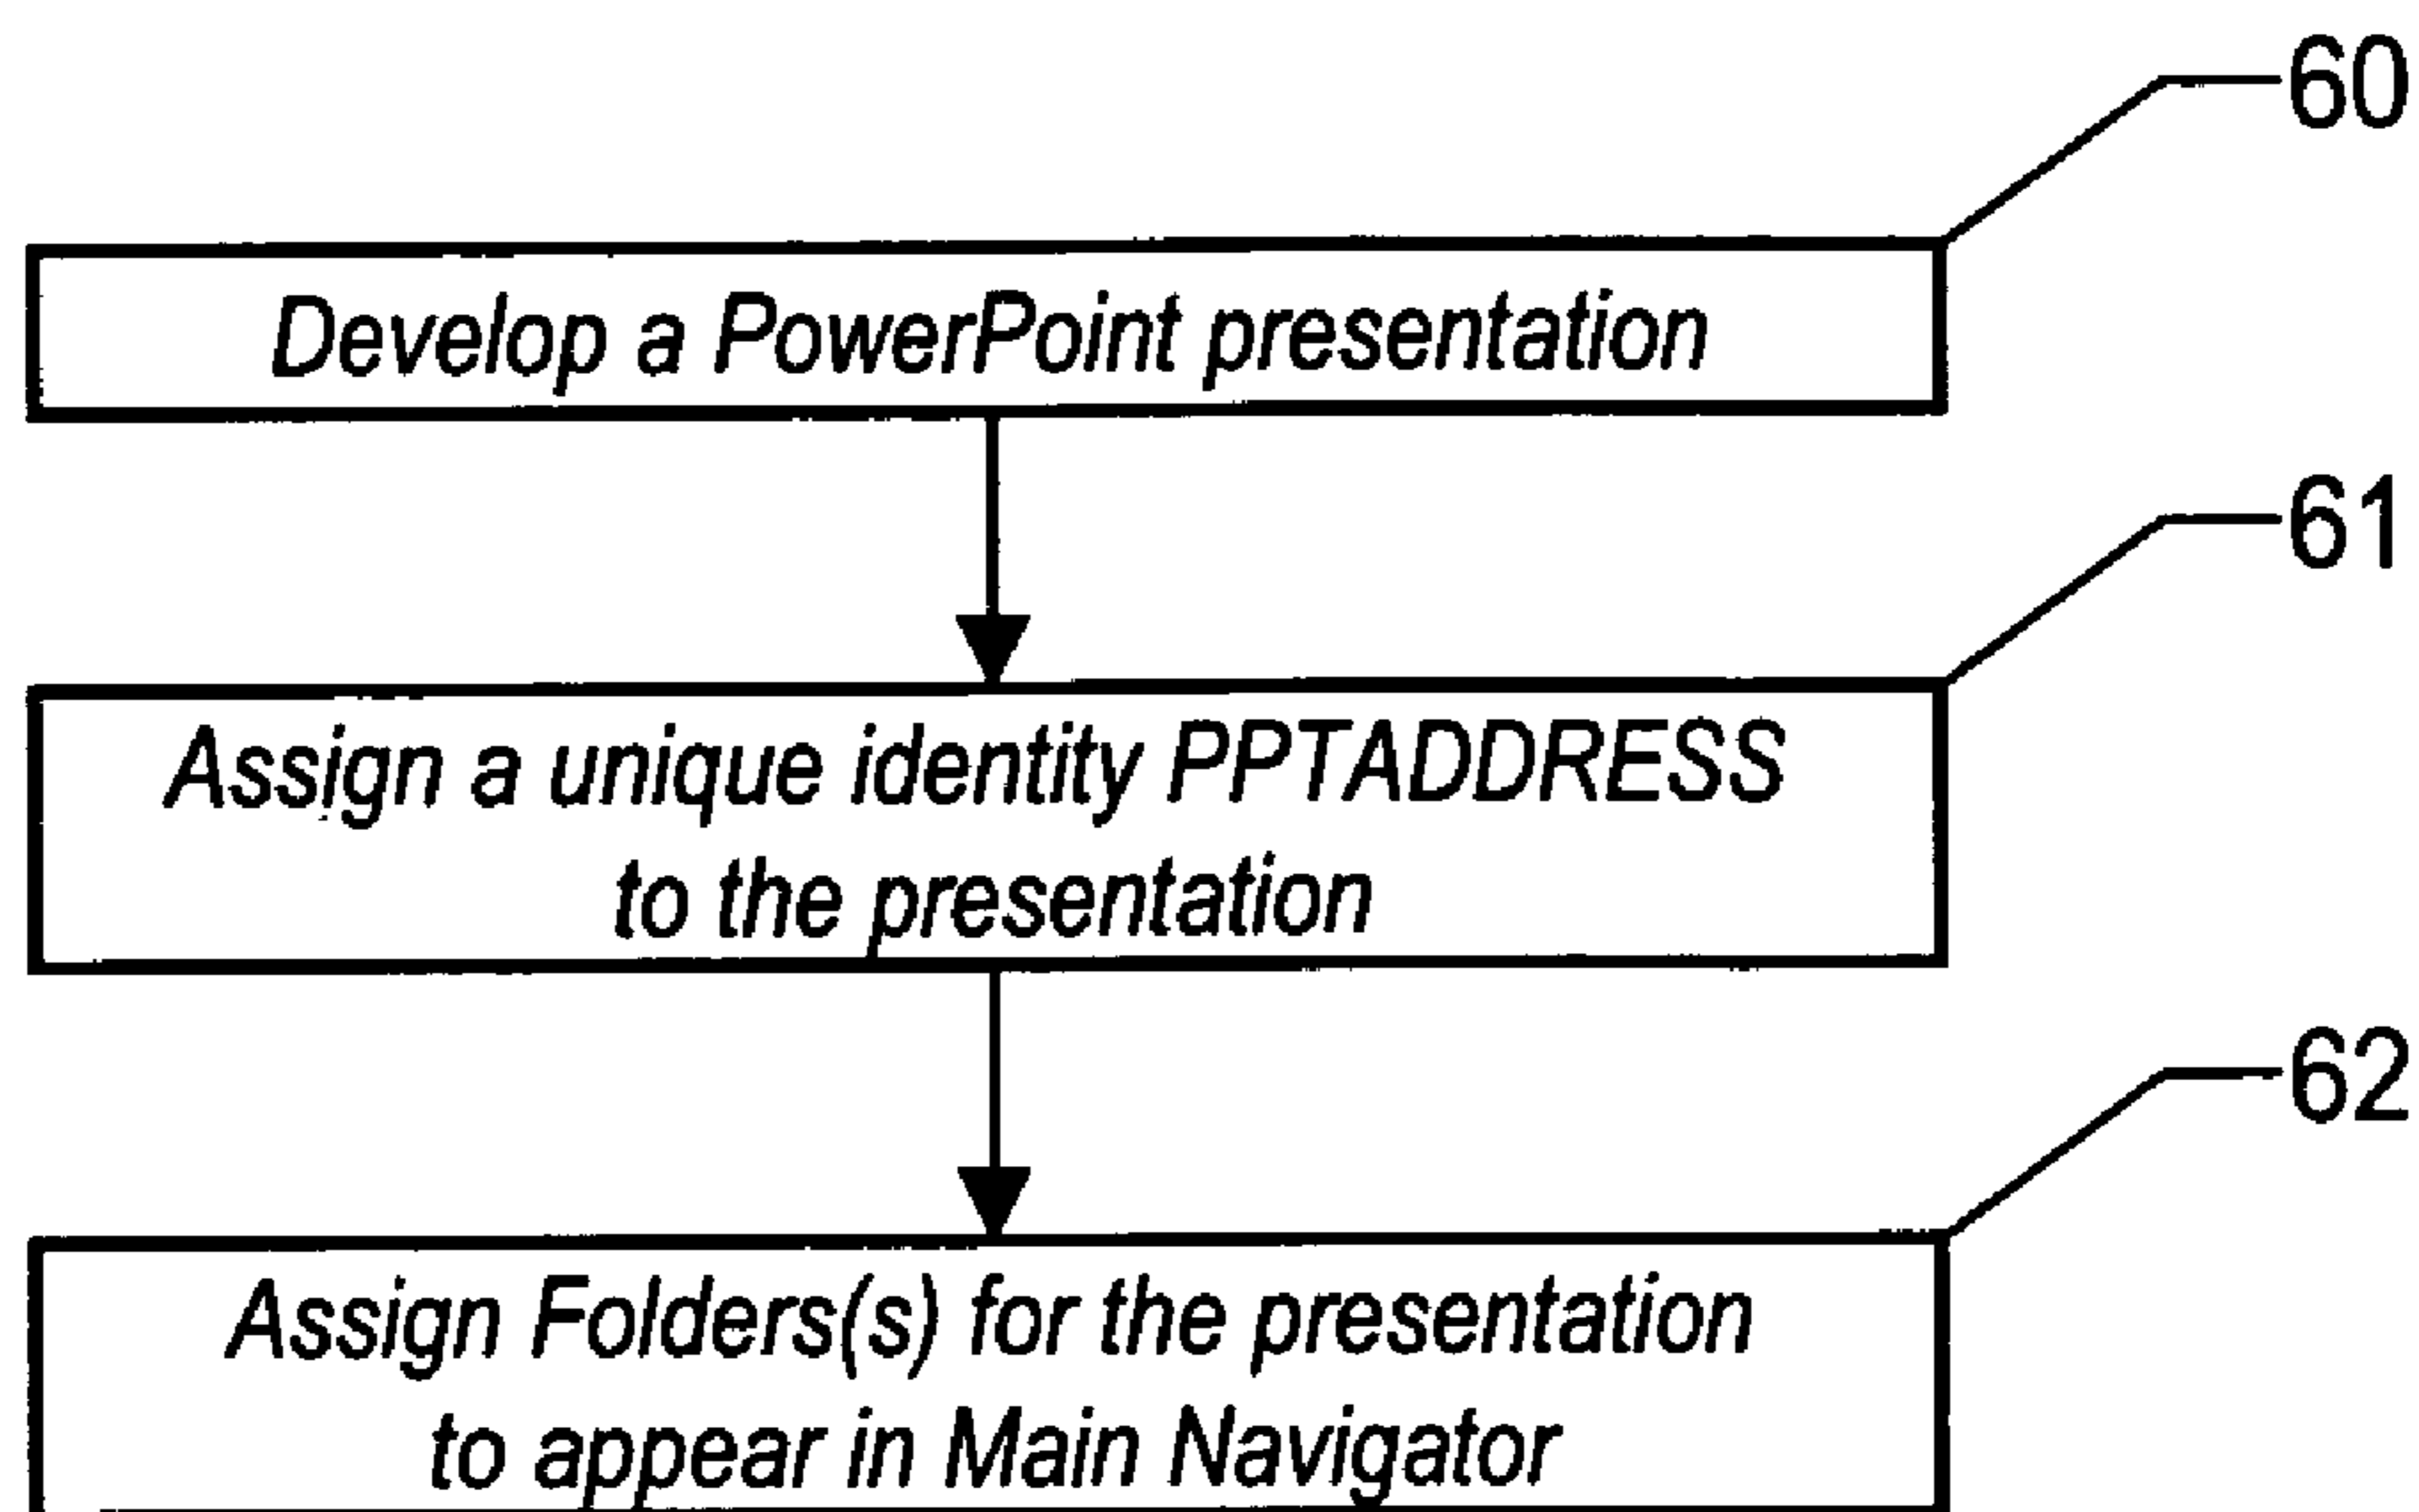 60
Develop a PowerPoint presentation
61
Assign a unique identity PPTADDRESS
to the presentation
62
Assign Folders(s) for the presentation
to appear in Main Navigator